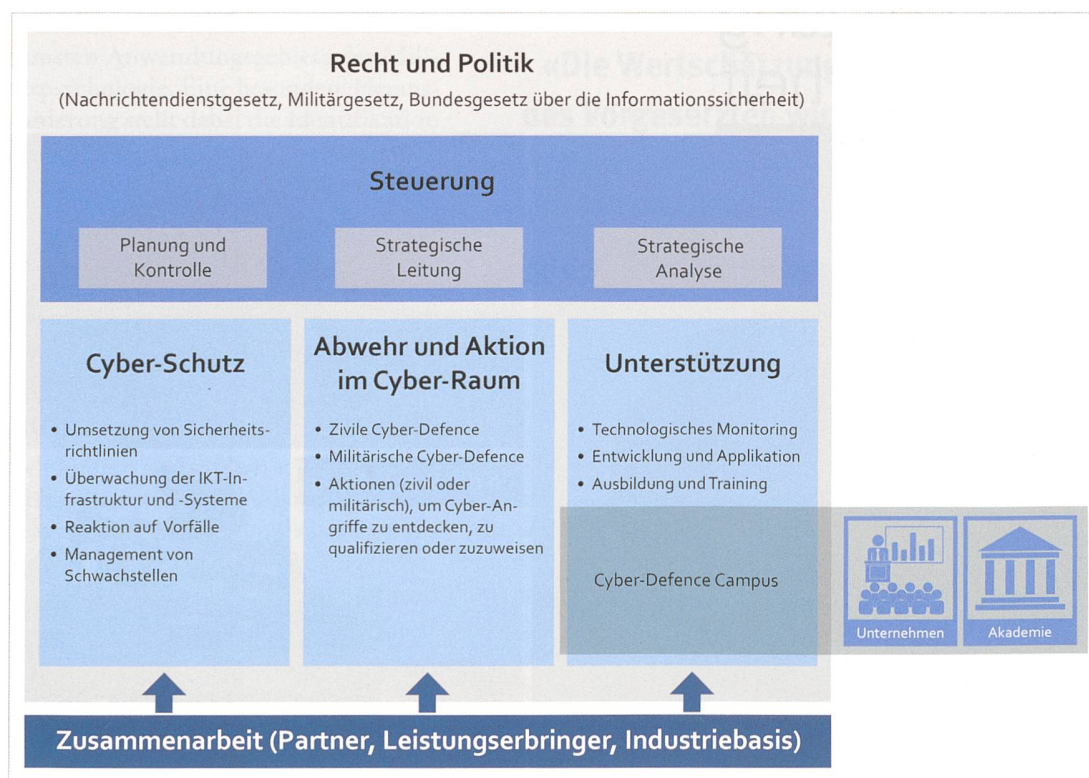 Recht und Politik
(Nachrichtendienstgesetz, Militärgesetz, Bundesgesetz über die Informationssicherheit)
Steuerung
Planung und
Kontrolle
Strategische
Leitung
Strategische
Analyse
Cyber-Schutz
• Umsetzung von Sicherheits-
richtlinien
• Überwachung der IKT-In-
frastruktur und -Systeme
• Reaktion auf Vorfälle
• Management von
Schwachstellen
Abwehr und Aktion
im Cyber-Raum
• Zivile Cyber-Defence
• Militärische Cyber-Defence
• Aktionen (zivil oder
militärisch), um Cyber-An-
griffe zu entdecken, zu
qualifizieren oder zuzuweisen
Unterstützung
• Technologisches Monitoring
• Entwicklung und Applikation
• Ausbildung und Training
Cyber-Defence Campus
Unternehmen
Akademie
Zusammenarbeit (Partner, Leistungserbringer, Industriebasis)